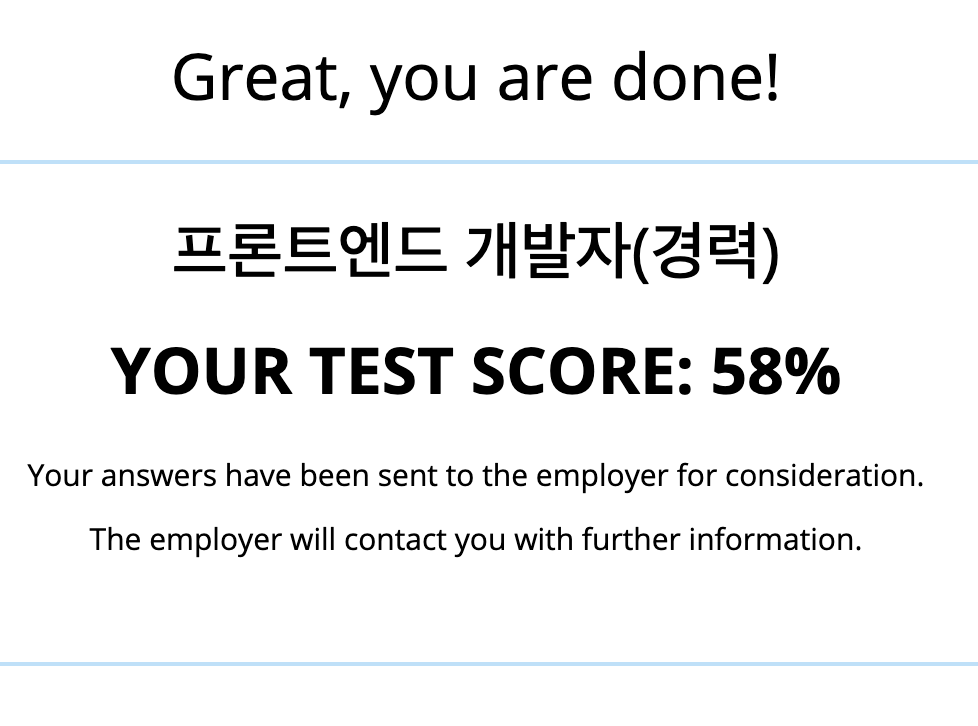 Great, you are done!
프론트엔드 개발자(경력)
YOUR TEST SCORE: 58%
Your answers have been sent to the employer for consideration.
The employer will contact you with further information.